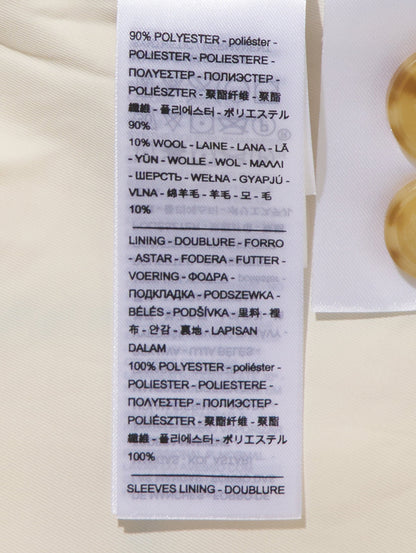 90% POLYESTER - poliéster -
POLIESTER - POLIESTERE -
ΠΟΛΥΕΣΤΕΡ - ПОЛИЭСТЕР -
POLIÉSZTER - 聚酯纤维 - 聚酯
纖維 - 폴리에스터 - ポリエステル
90%
10% WOOL - LAINE - LANA - LÃ
- YÜN - WOLLE - WOL - ΜΑΛΛΙ
- ШЕРСТЬ - WEŁNA - GYAPJÚ -
VLNA - 绵羊毛 - 羊毛 - 모 - 毛
10%
LINING - DOUBLURE - FORRO
- ASTAR - FODERA - FUTTER -
VOERING - ΦΟΔΡΑ -
ПОДКЛАДКА - PODSZEWKA -
BÉLÉS - PODŠÍVKA - 里料 - 裡
布 - 안감 - 裏地 - LAPISAN
DALAM
100% POLYESTER - poliéster -
POLIESTER - POLIESTERE -
ΠΟΛΥΕΣΤΕΡ - ПОЛИЭСТЕР -
POLIÉSZTER - 聚酯纤维 - 聚酯
纖維 - 폴리에스터 - ポリエステル
100%
SLEEVES LINING - DOUBLURE